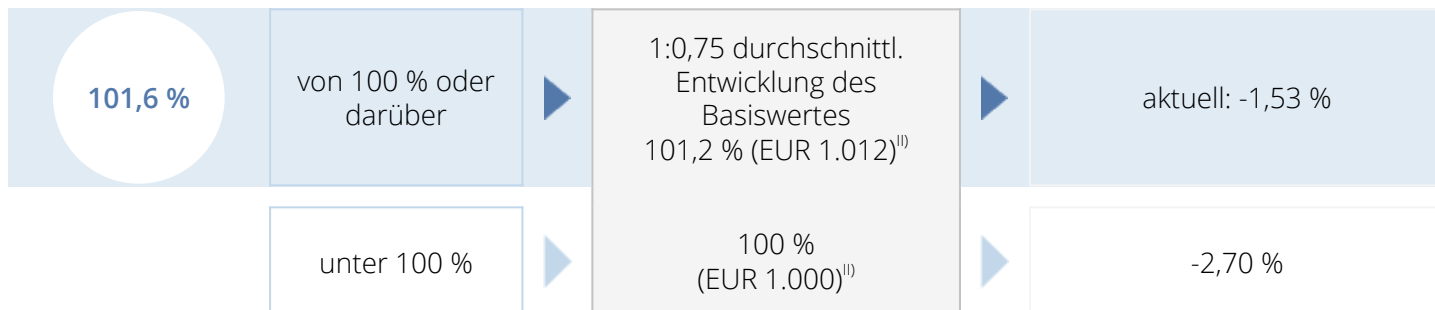 101,6 %
von 100 % oder
darüber
1:0,75 durchschnittl.
Entwicklung des
Basiswertes
101,2 % (EUR 1.012)II)
aktuell: -1,53 %
unter 100 %
100 %
(EUR 1.000)II)
-2,70 %